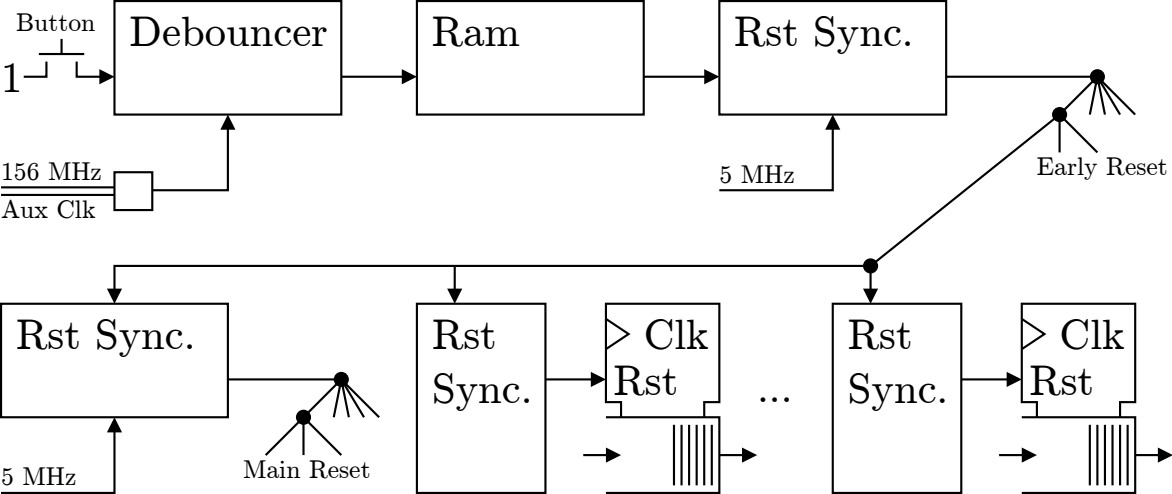 Button
1
Debouncer
Ram
Rst Sync.
156 MHz
Aux Clk
5 MHz
Early Reset
Rst Sync.
5 MHz
Main Reset
Rst
Sync.
Clk
Rst
...
Rst
Sync.
Clk
Rst